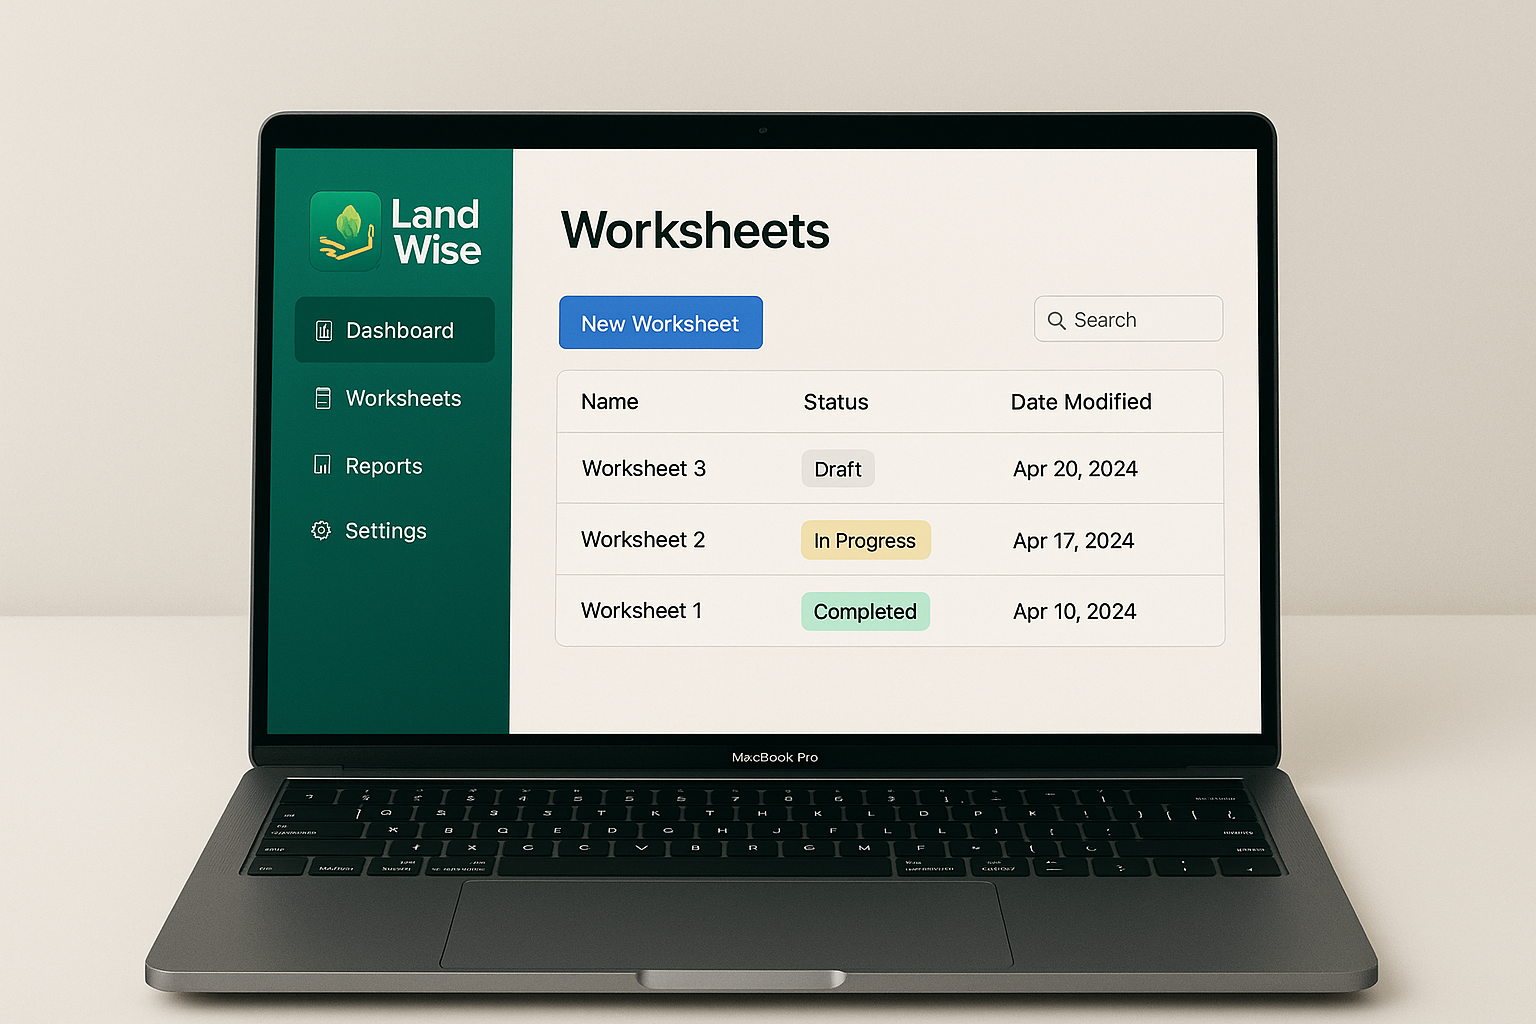 Land
Wise
Dashboard
Worksheets
Reports
Settings
Worksheets
New Worksheet
Search
Name Status Date Modified
Worksheet 3 Draft Apr 20, 2024
Worksheet 2 In Progress Apr 17, 2024
Worksheet 1 Completed Apr 10, 2024
MacBook Pro